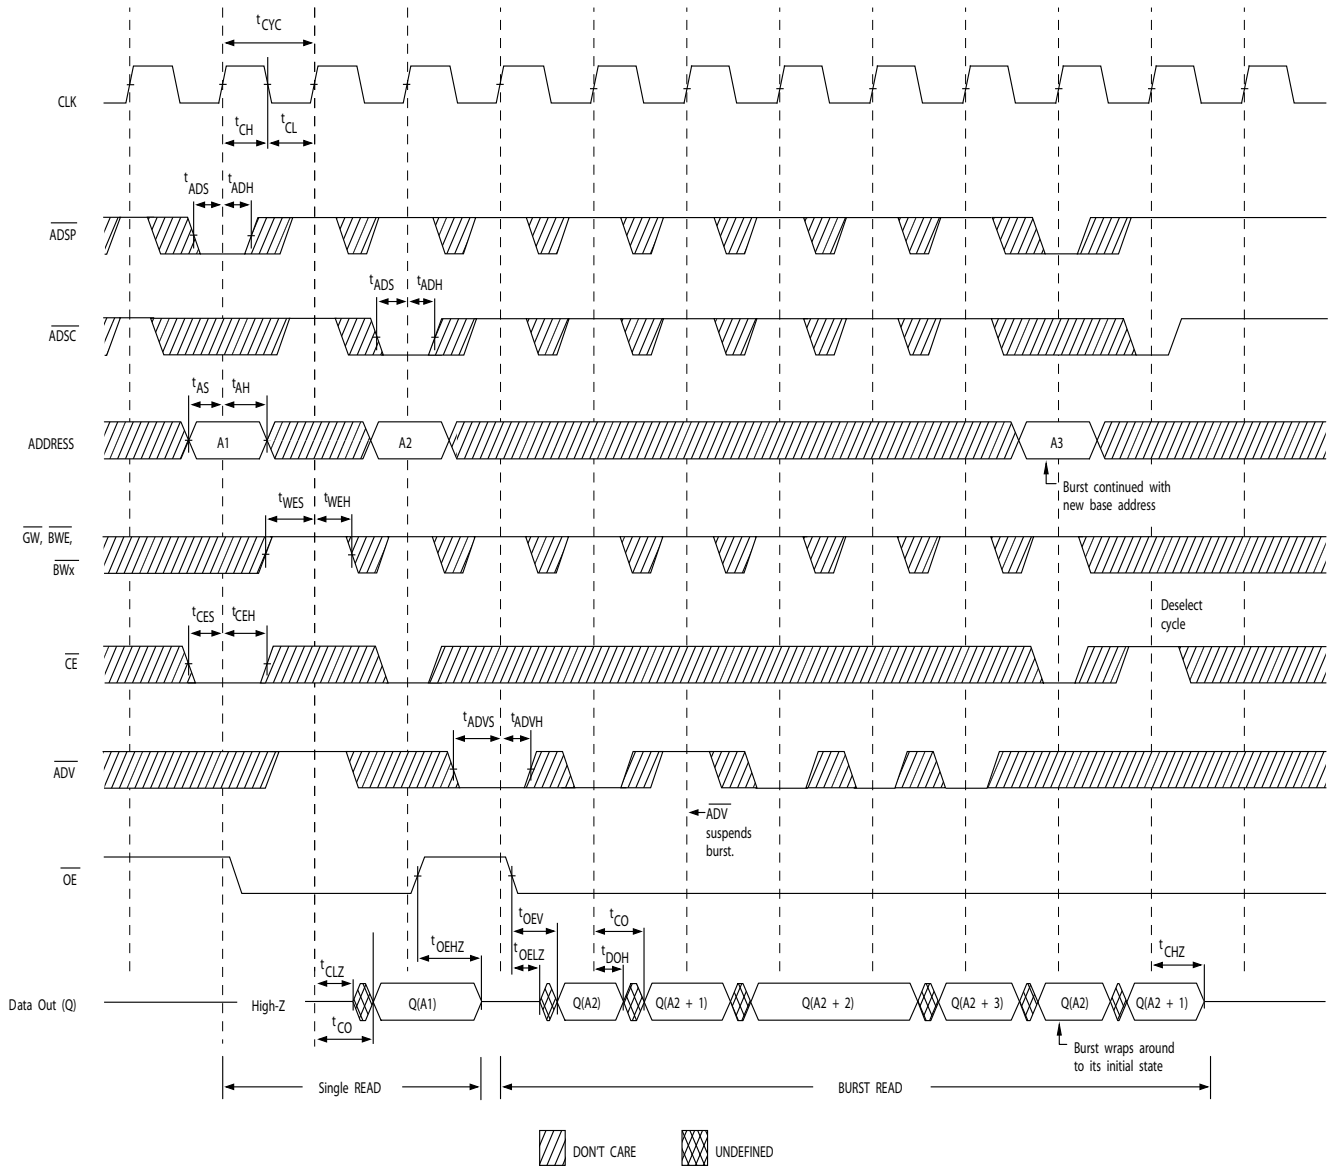 tCYC
CLK
tCH
tCL
tADS
tADH
ADSP
tADS
tADH
ADSC
tAS
tAH
ADDRESS
A1
A2
A3
Burst continued with
new base address
tWES
tWEH
GW, BWE,
BWx
Deselect
cycle
tCES
tCEH
CE
tADVS
tADVH
ADV
ADV
suspends
burst.
OE
tOEV
tCO
tOEHZ
tOELZ
tDOH
tCHZ
tCLZ
Data Out (Q)
High-Z
Q(A1)
Q(A2)
Q(A2 + 1)
Q(A2 + 2)
Q(A2 + 3)
Q(A2)
Q(A2 + 1)
tCO
Burst wraps around
to its initial state
Single READ
BURST READ
DON'T CARE
UNDEFINED